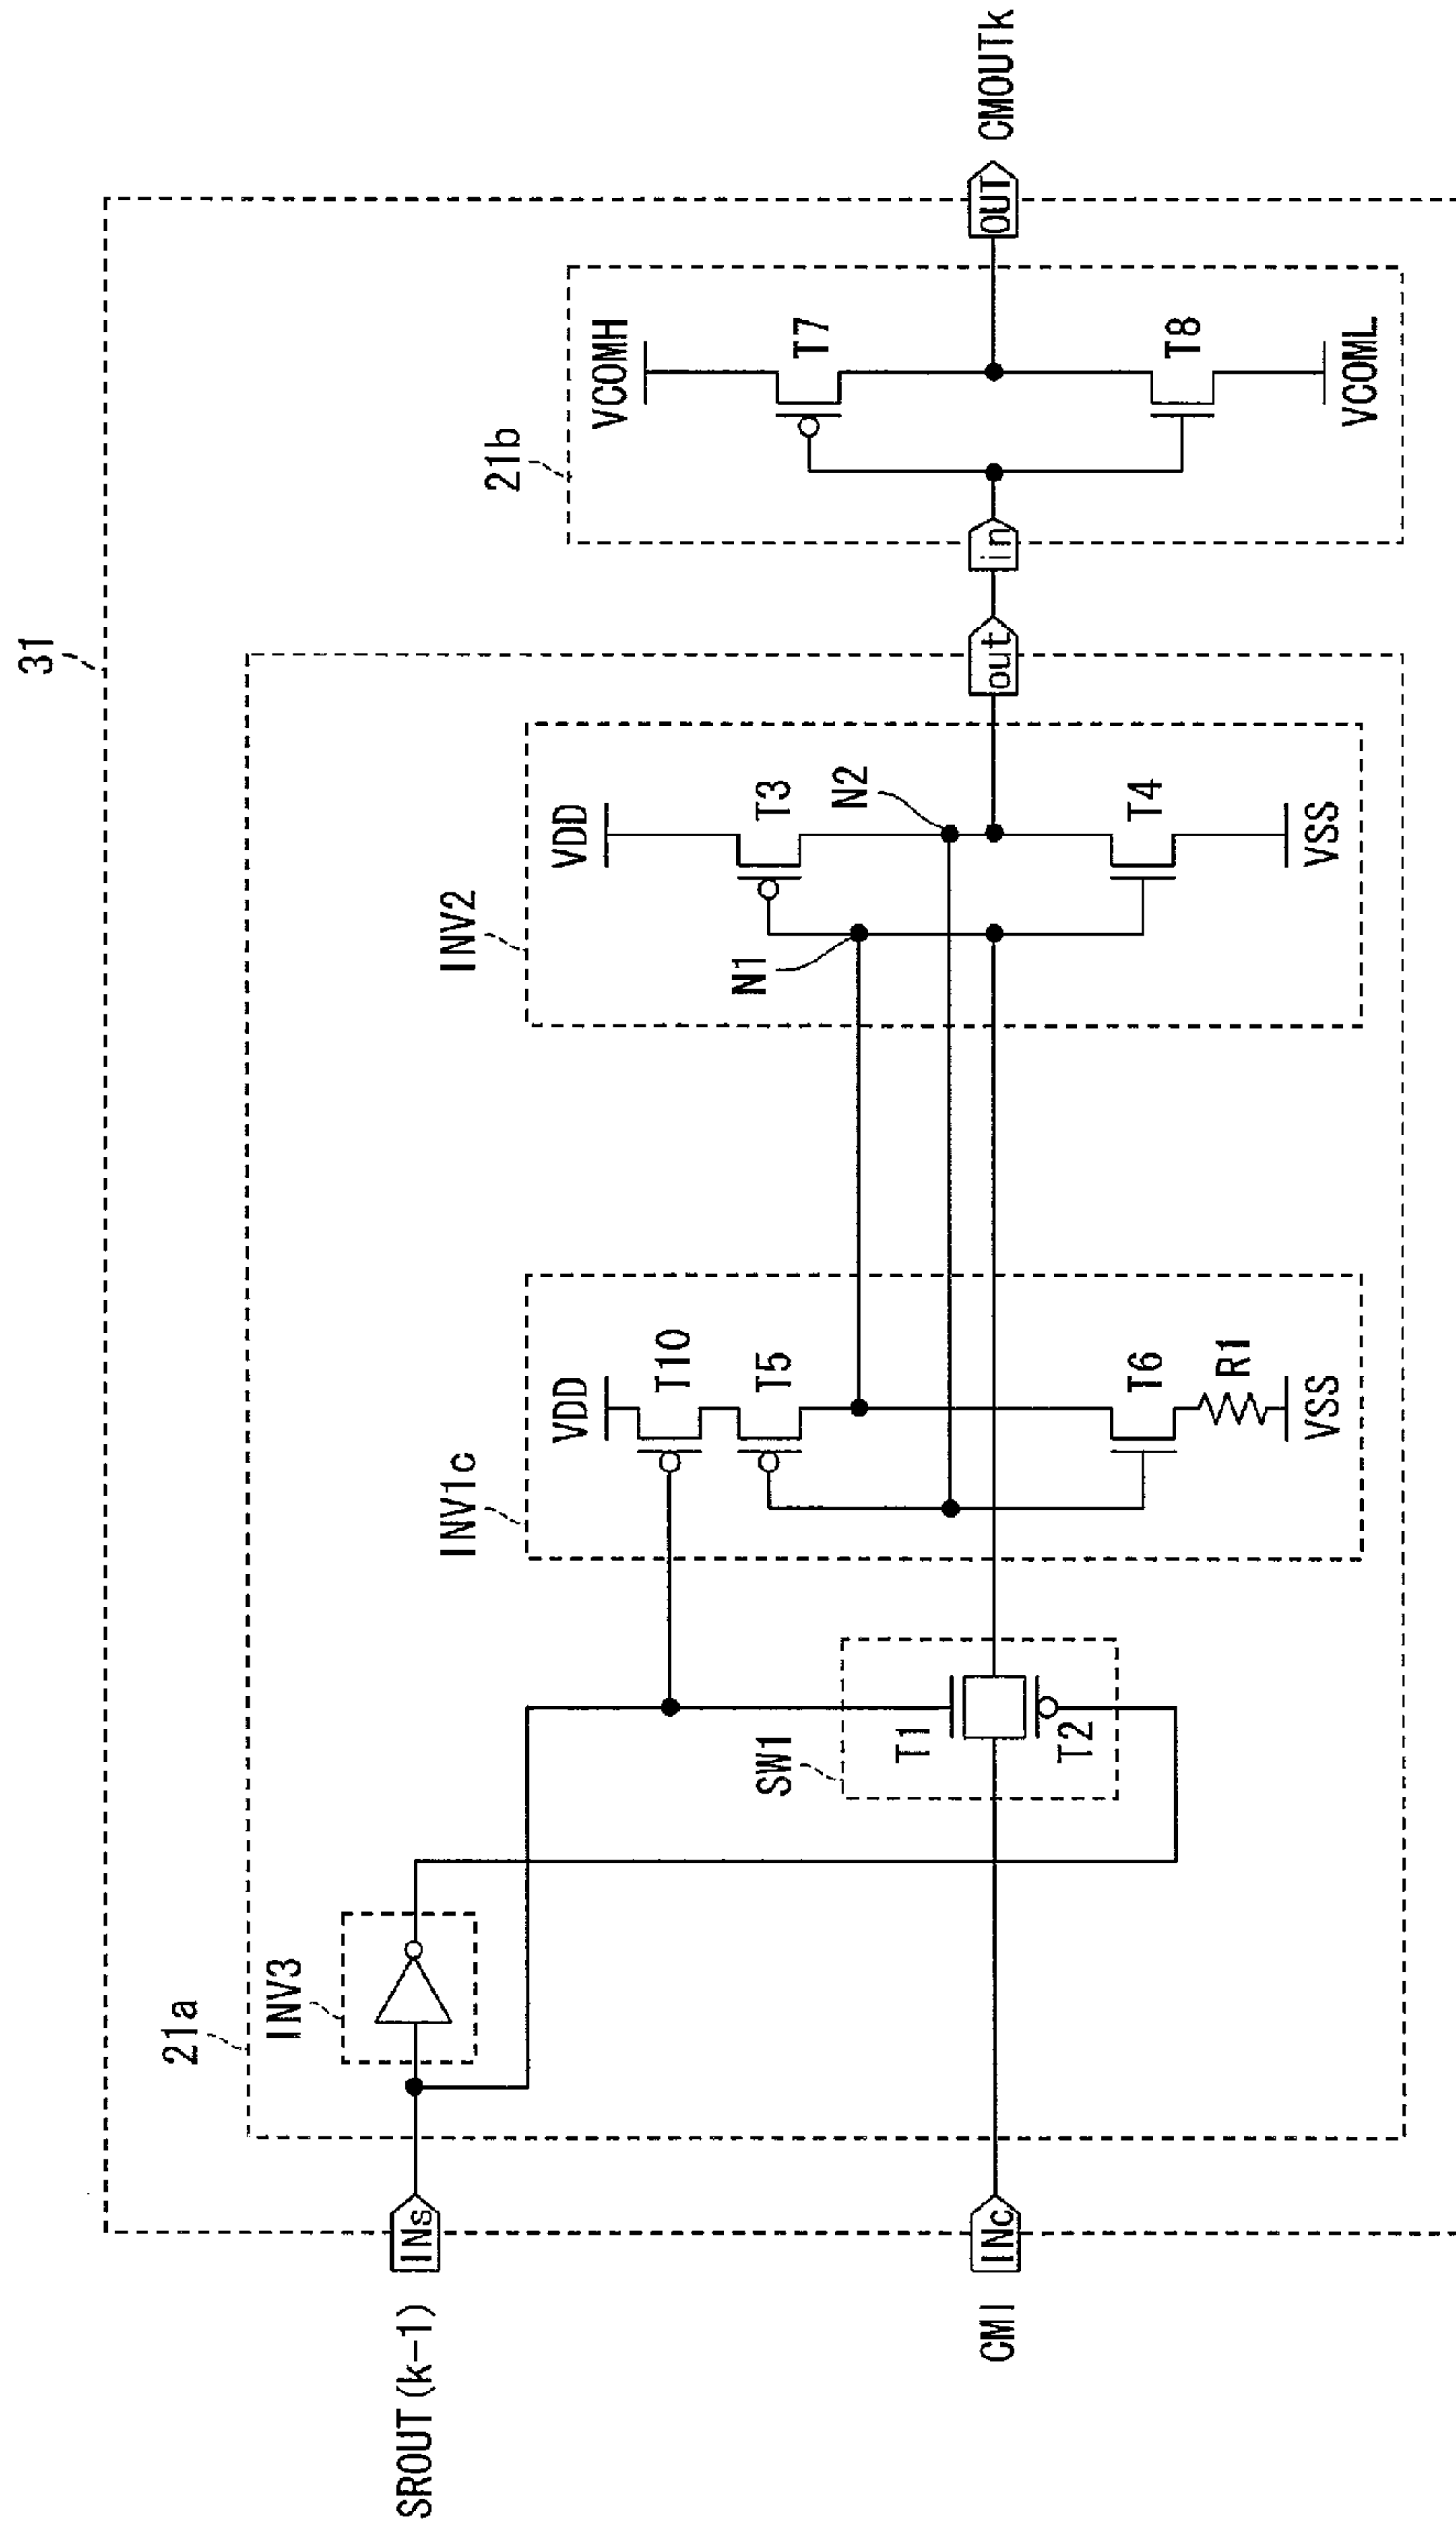 31
21a
21b
INV3
INV1c
INV2
SROUT(k-1)
INs
CMI
INc
SW1
T1
T2
VDD
T10
T5
T6
R1
VSS
VDD
T3
N1
N2
T4
VSS
out
in
VCOMH
T7
T8
VCOML
OUT
CMOUTk